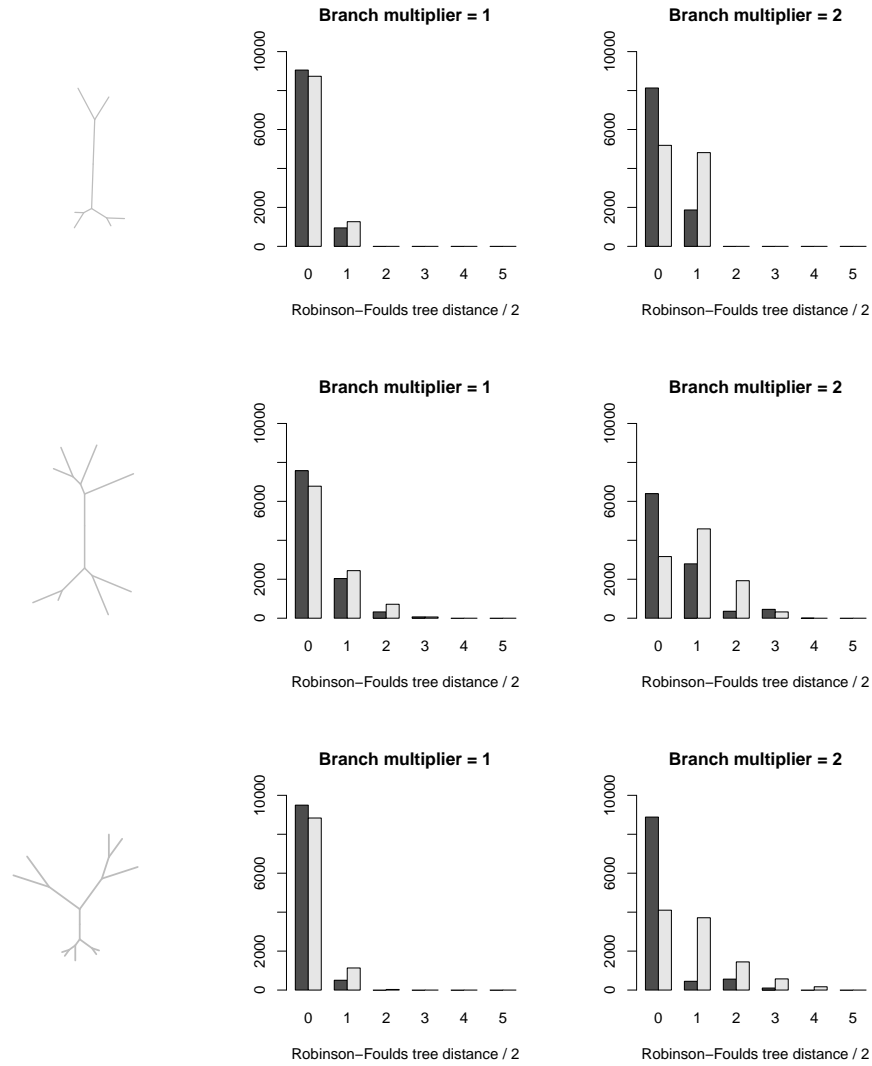 Branch multiplier = 1
10000
6000
2000
0
0 1 2 3 4 5
Robinson−Foulds tree distance / 2
Branch multiplier = 2
10000
6000
2000
0
0 1 2 3 4 5
Robinson−Foulds tree distance / 2
Branch multiplier = 1
10000
6000
2000
0
0 1 2 3 4 5
Robinson−Foulds tree distance / 2
Branch multiplier = 2
10000
6000
2000
0
0 1 2 3 4 5
Robinson−Foulds tree distance / 2
Branch multiplier = 1
10000
6000
2000
0
0 1 2 3 4 5
Robinson−Foulds tree distance / 2
Branch multiplier = 2
10000
6000
2000
0
0 1 2 3 4 5
Robinson−Foulds tree distance / 2